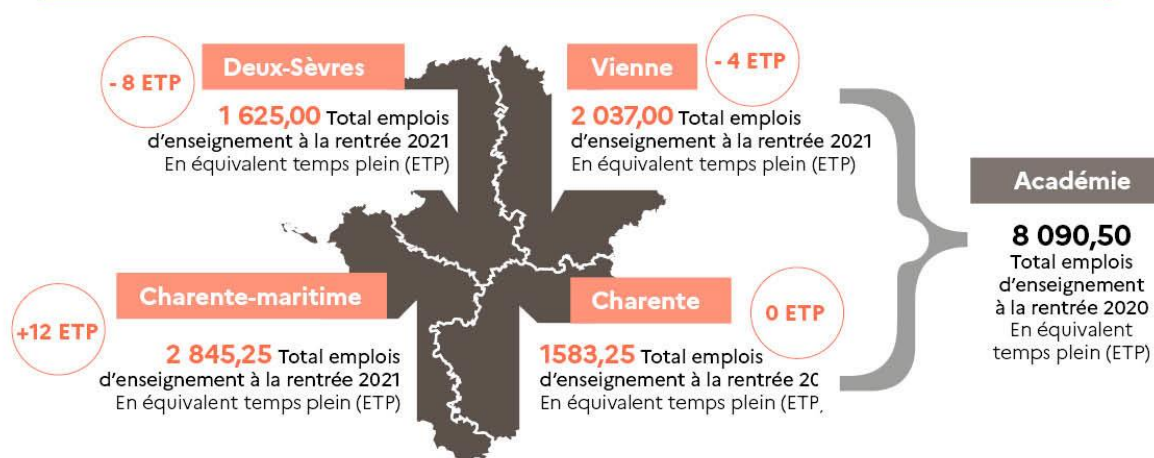 - 8 ETP
Deux-Sèvres
1 625,00 Total emplois
d'enseignement à la rentrée 2021
En équivalent temps plein (ETP)
Vienne
- 4 ETP
2 037,00 Total emplois
d'enseignement à la rentrée 2021
En équivalent temps plein (ETP)
+12 ETP
Charente-maritime
2 845,25 Total emplois
d'enseignement à la rentrée 2021
En équivalent temps plein (ETP)
Charente
0 ETP
1583,25 Total emplois
d'enseignement à la rentrée 20
En équivalent temps plein (ETP
Académie
8 090,50
Total emplois
d'enseignement
à la rentrée 2020
En équivalent
temps plein (ETP)